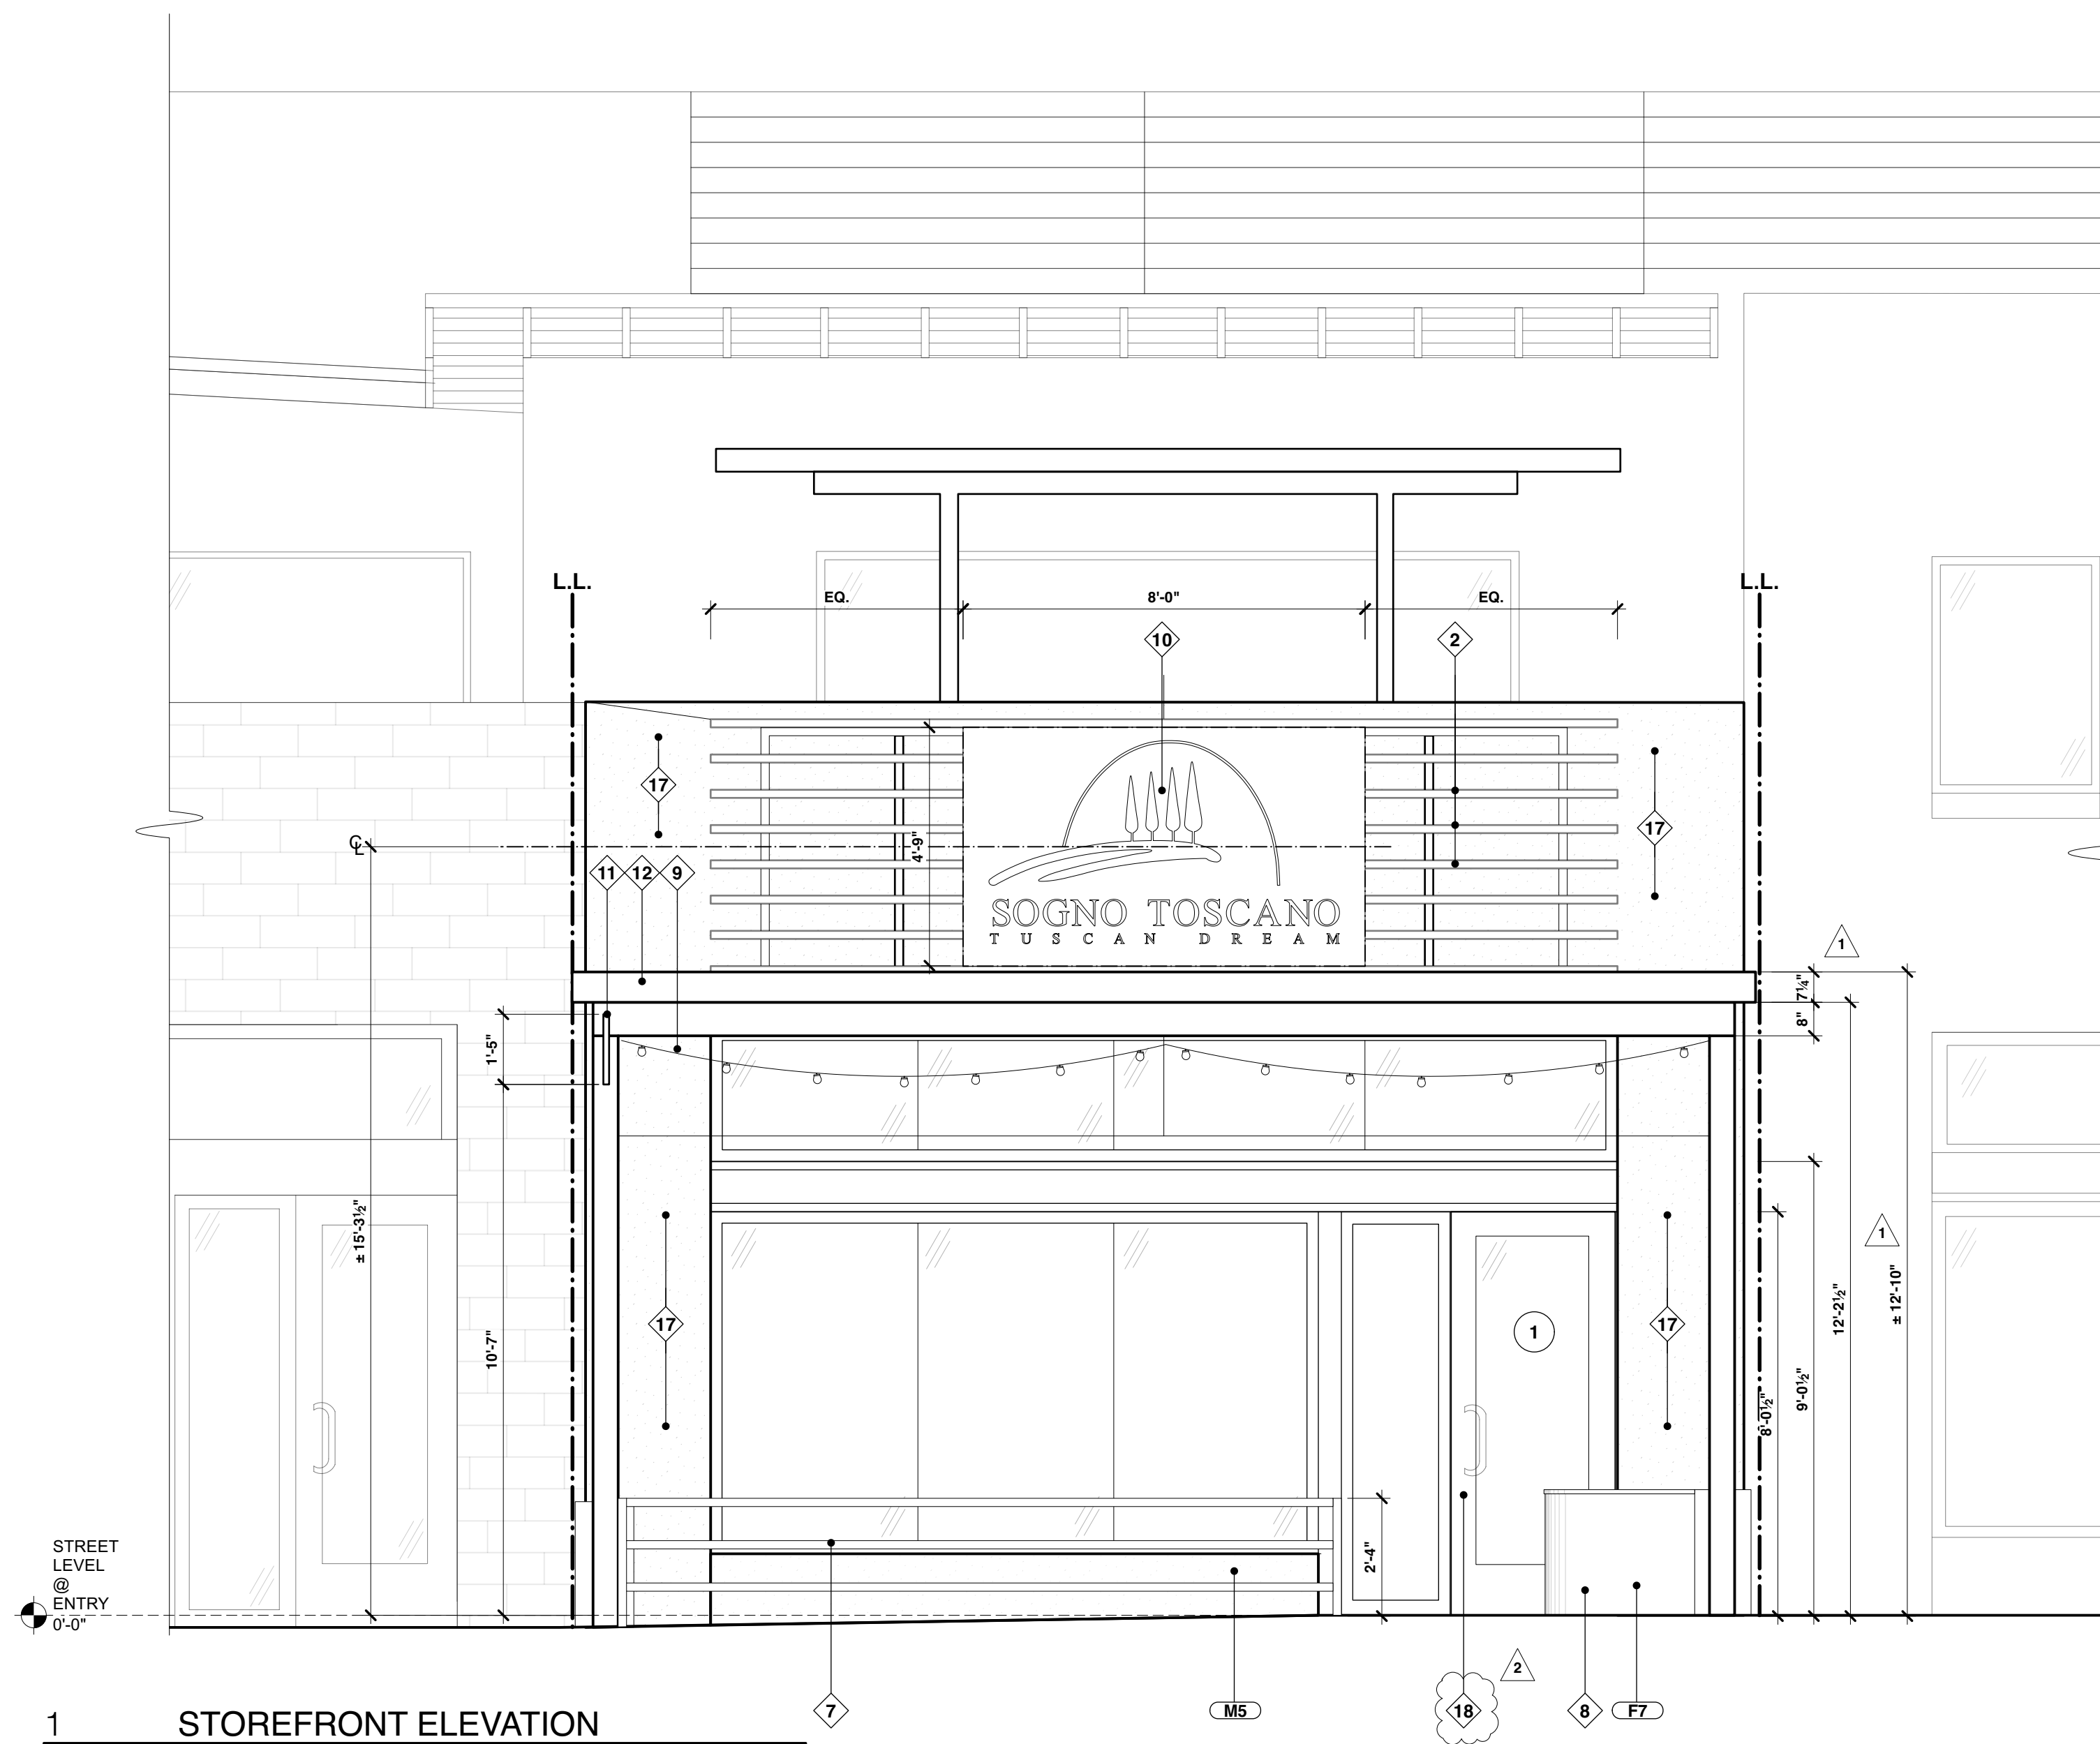 L.L.
L.L.
EQ.
8'-0"
EQ.
10
2
17
17
4'-9"
℄
11
12
9
SOGNO TOSCANO
TUSCAN DREAM
1
7¼"
8"
1'-5"
± 15'-3½"
10'-7"
17
17
1
1
± 12'-10"
12'-2½"
9'-0½"
8'-0½"
2'-4"
STREET
LEVEL
@
ENTRY
0'-0"
2
7
M5
18
8
F7
1 STOREFRONT ELEVATION